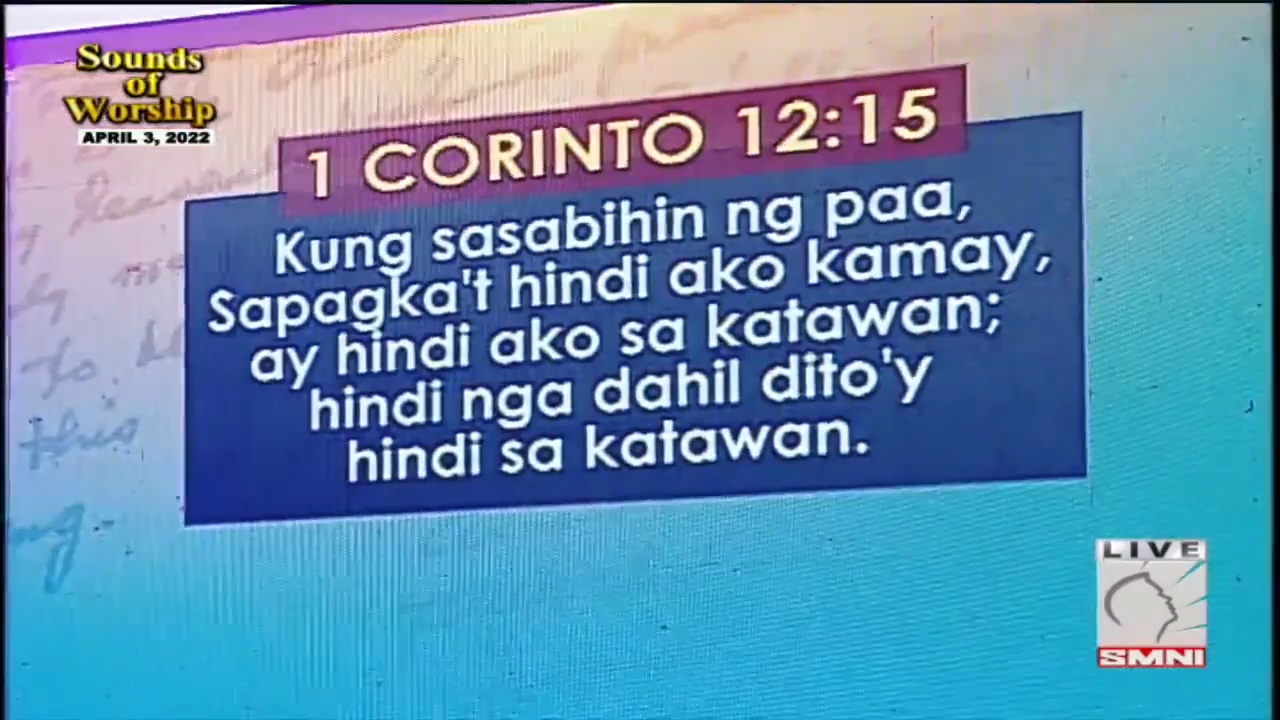 Sounds
of
Worship
APRIL 3, 2022
1 CORINTO 12:15
Kung sasabihin ng paa,
Sapagka't hindi ako kamay,
ay hindi ako sa katawan;
hindi nga dahil dito'y
hindi sa katawan.
LIVE
SMNI